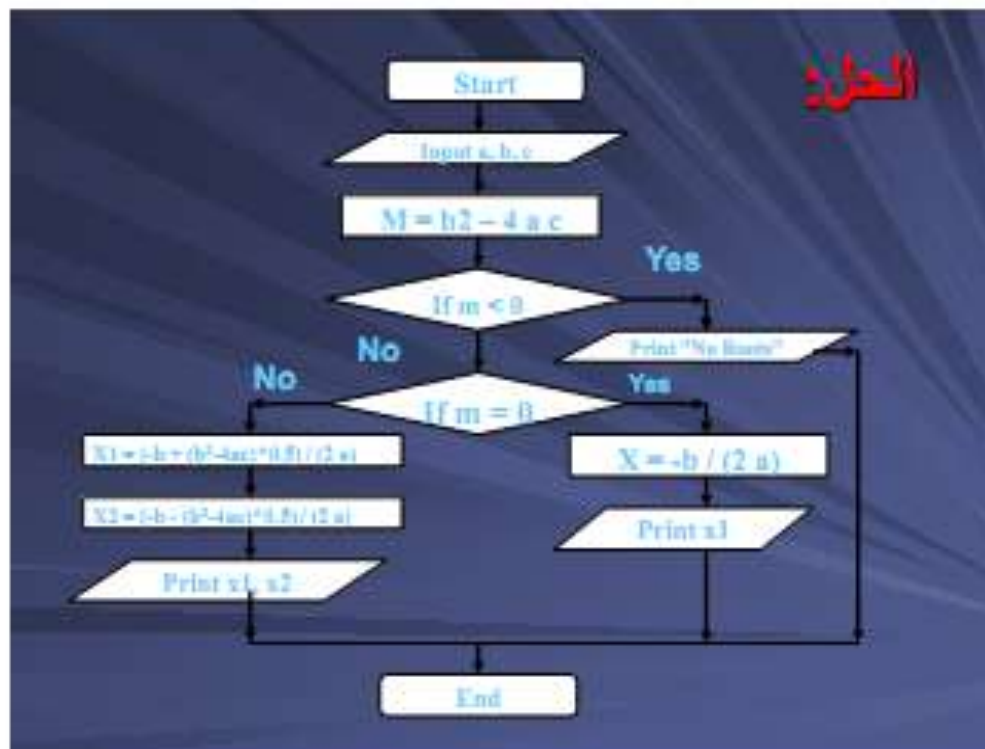 الحل:
Start
Input a, b, c
M = b2 – 4 a c
If m < 0
Yes
Print "No Roots"
No
If m = 0
No
Yes
X1 = (-b + (b²-4ac)^0.5) / (2 a)
X2 = (-b - (b²-4ac)^0.5) / (2 a)
Print x1, x2
X = -b / (2 a)
Print x1
End